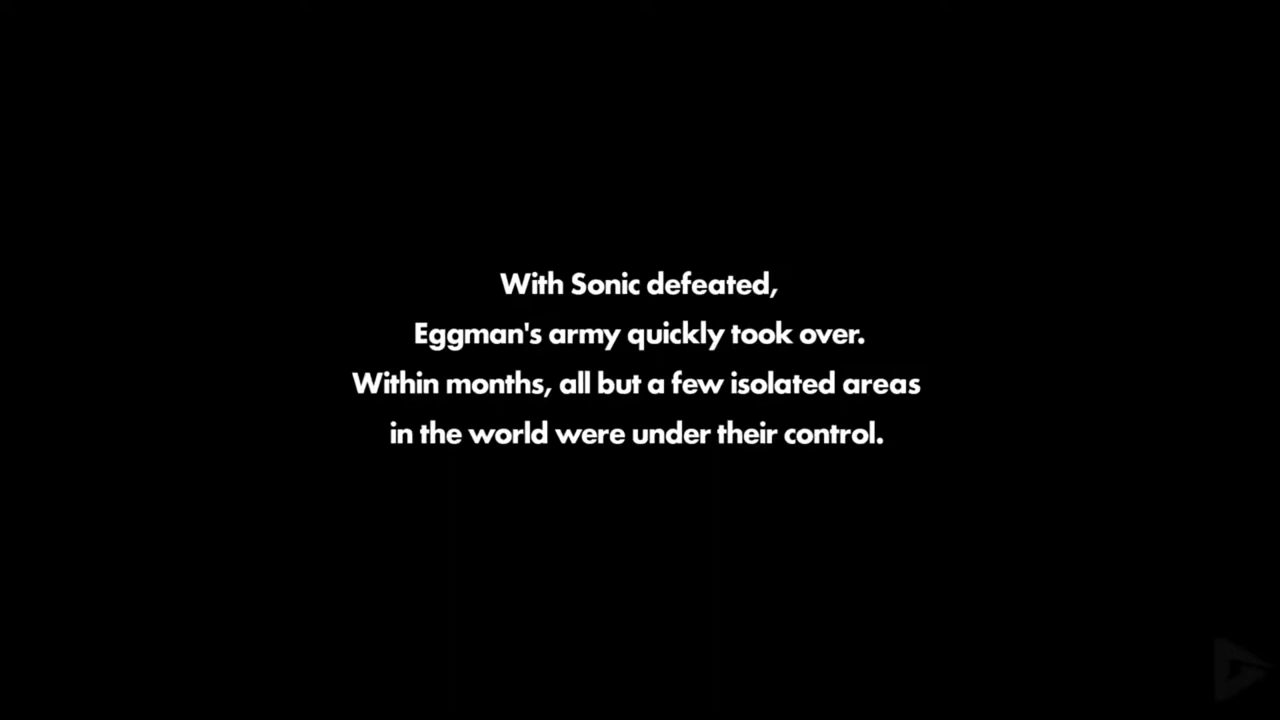 With Sonic defeated,
Eggman's army quickly took over.
Within months, all but a few isolated areas
in the world were under their control.